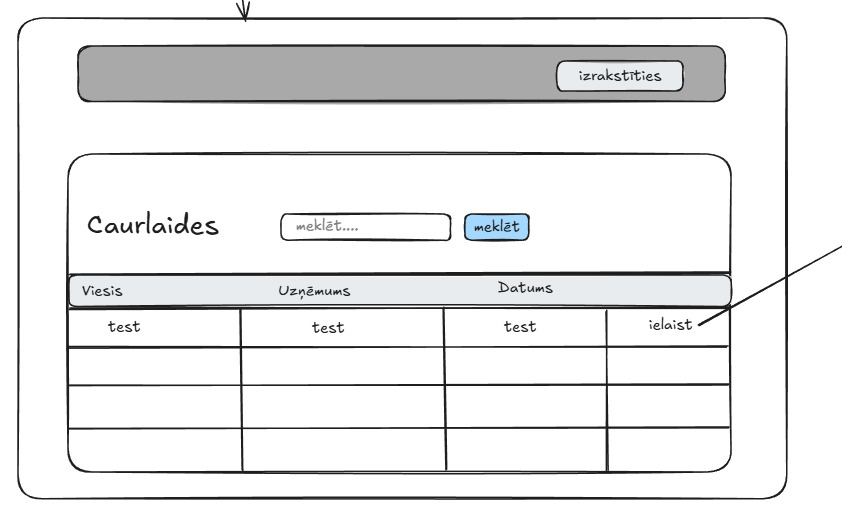 izrakstīties
Caurlaides
meklēt....
meklēt
Viesis Uzņēmums Datums
test test test ielaist